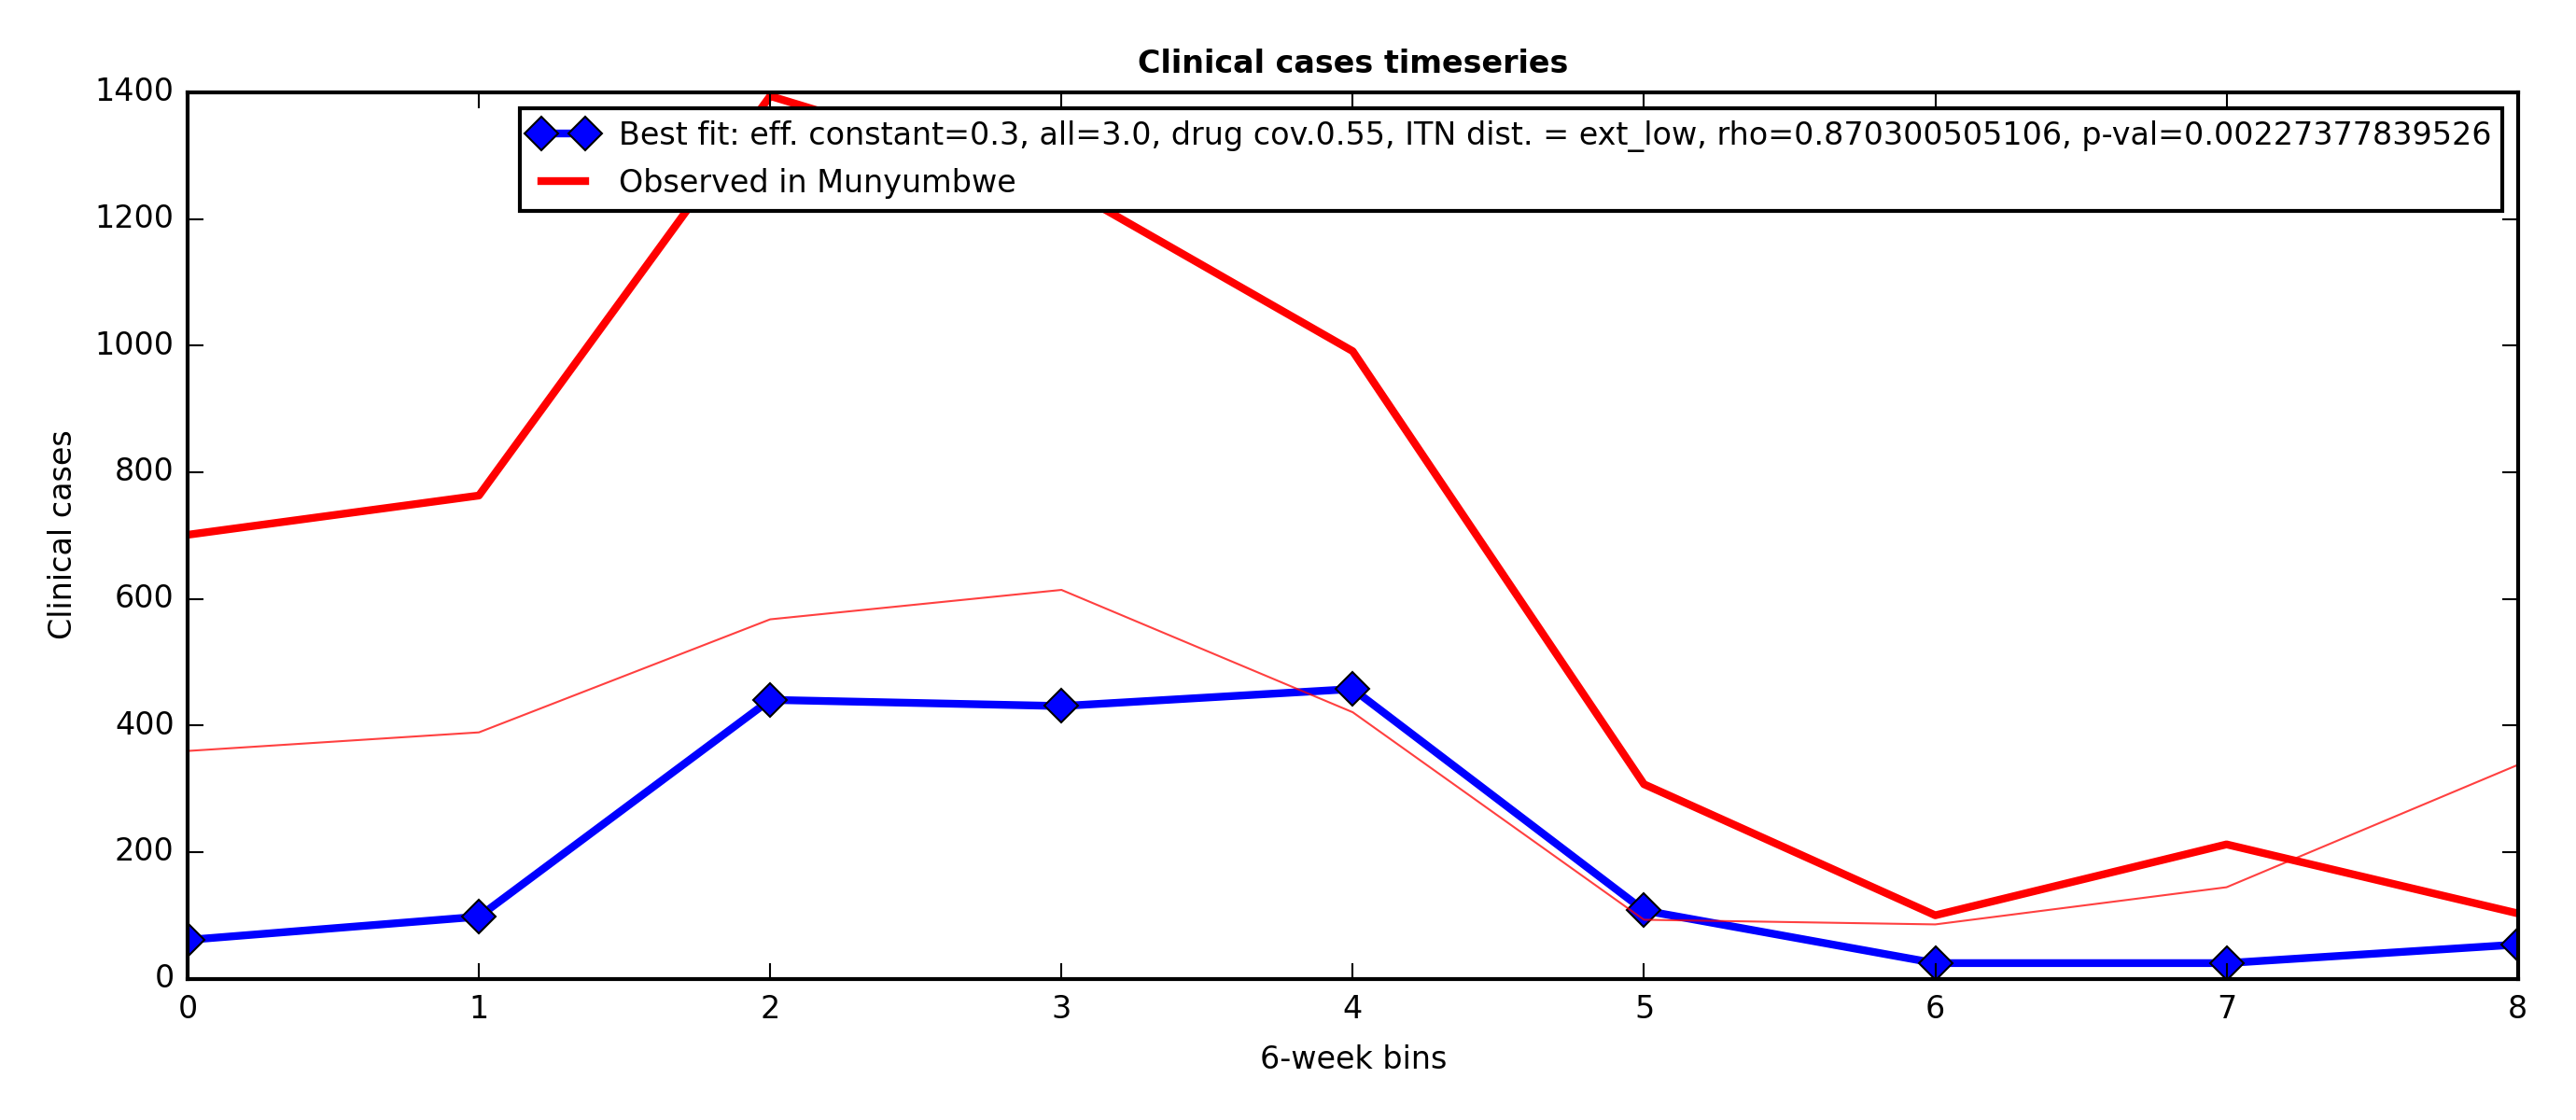 Clinical cases timeseries
1400
1200
1000
800
600
400
200
0
Clinical cases
Best fit: eff. constant=0.3, all=3.0, drug cov.0.55, ITN dist. = ext_low, rho=0.870300505106, p-val=0.00227377839526
Observed in Munyumbwe
0 1 2 3 4 5 6 7 8
6-week bins